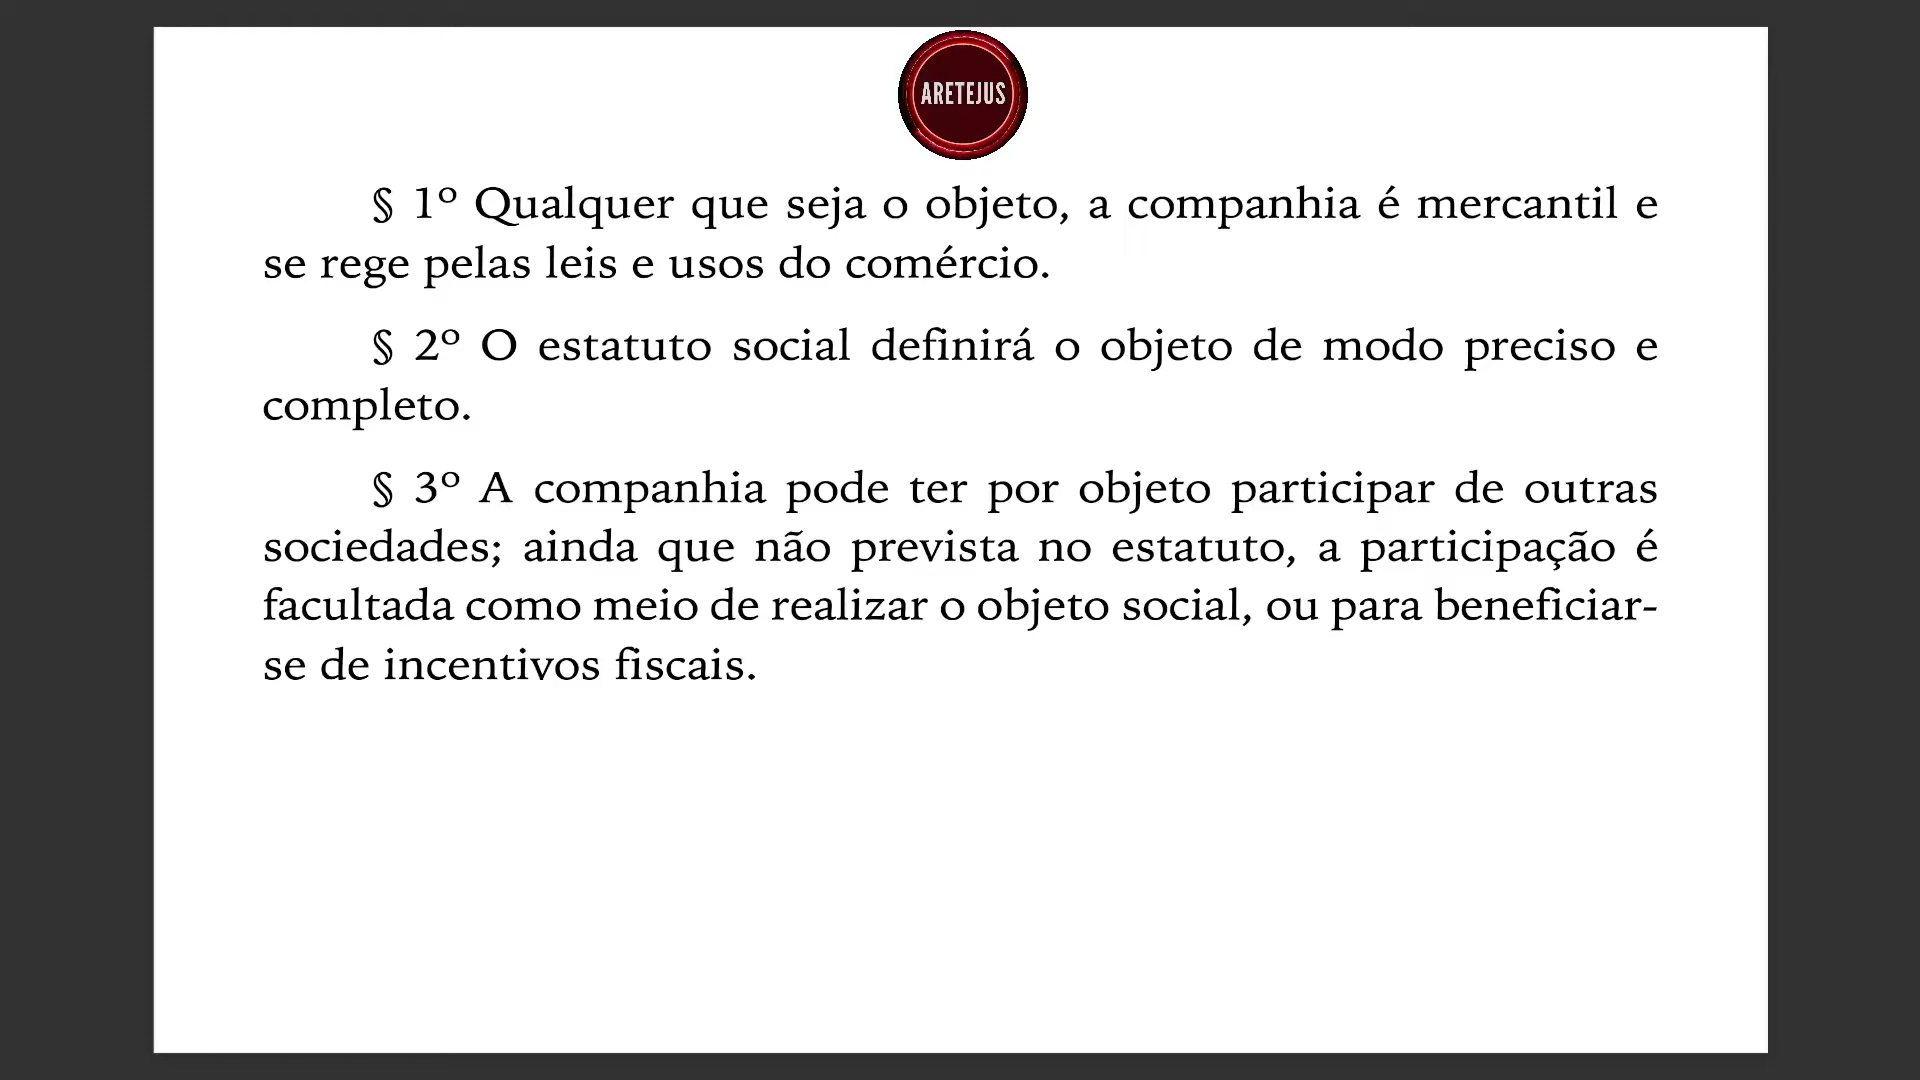 ARETEJUS
§ 1º Qualquer que seja o objeto, a companhia é mercantil e
se rege pelas leis e usos do comércio.
§ 2º O estatuto social definirá o objeto de modo preciso e
completo.
§ 3º A companhia pode ter por objeto participar de outras
sociedades; ainda que não prevista no estatuto, a participação é
facultada como meio de realizar o objeto social, ou para beneficiar-
se de incentivos fiscais.